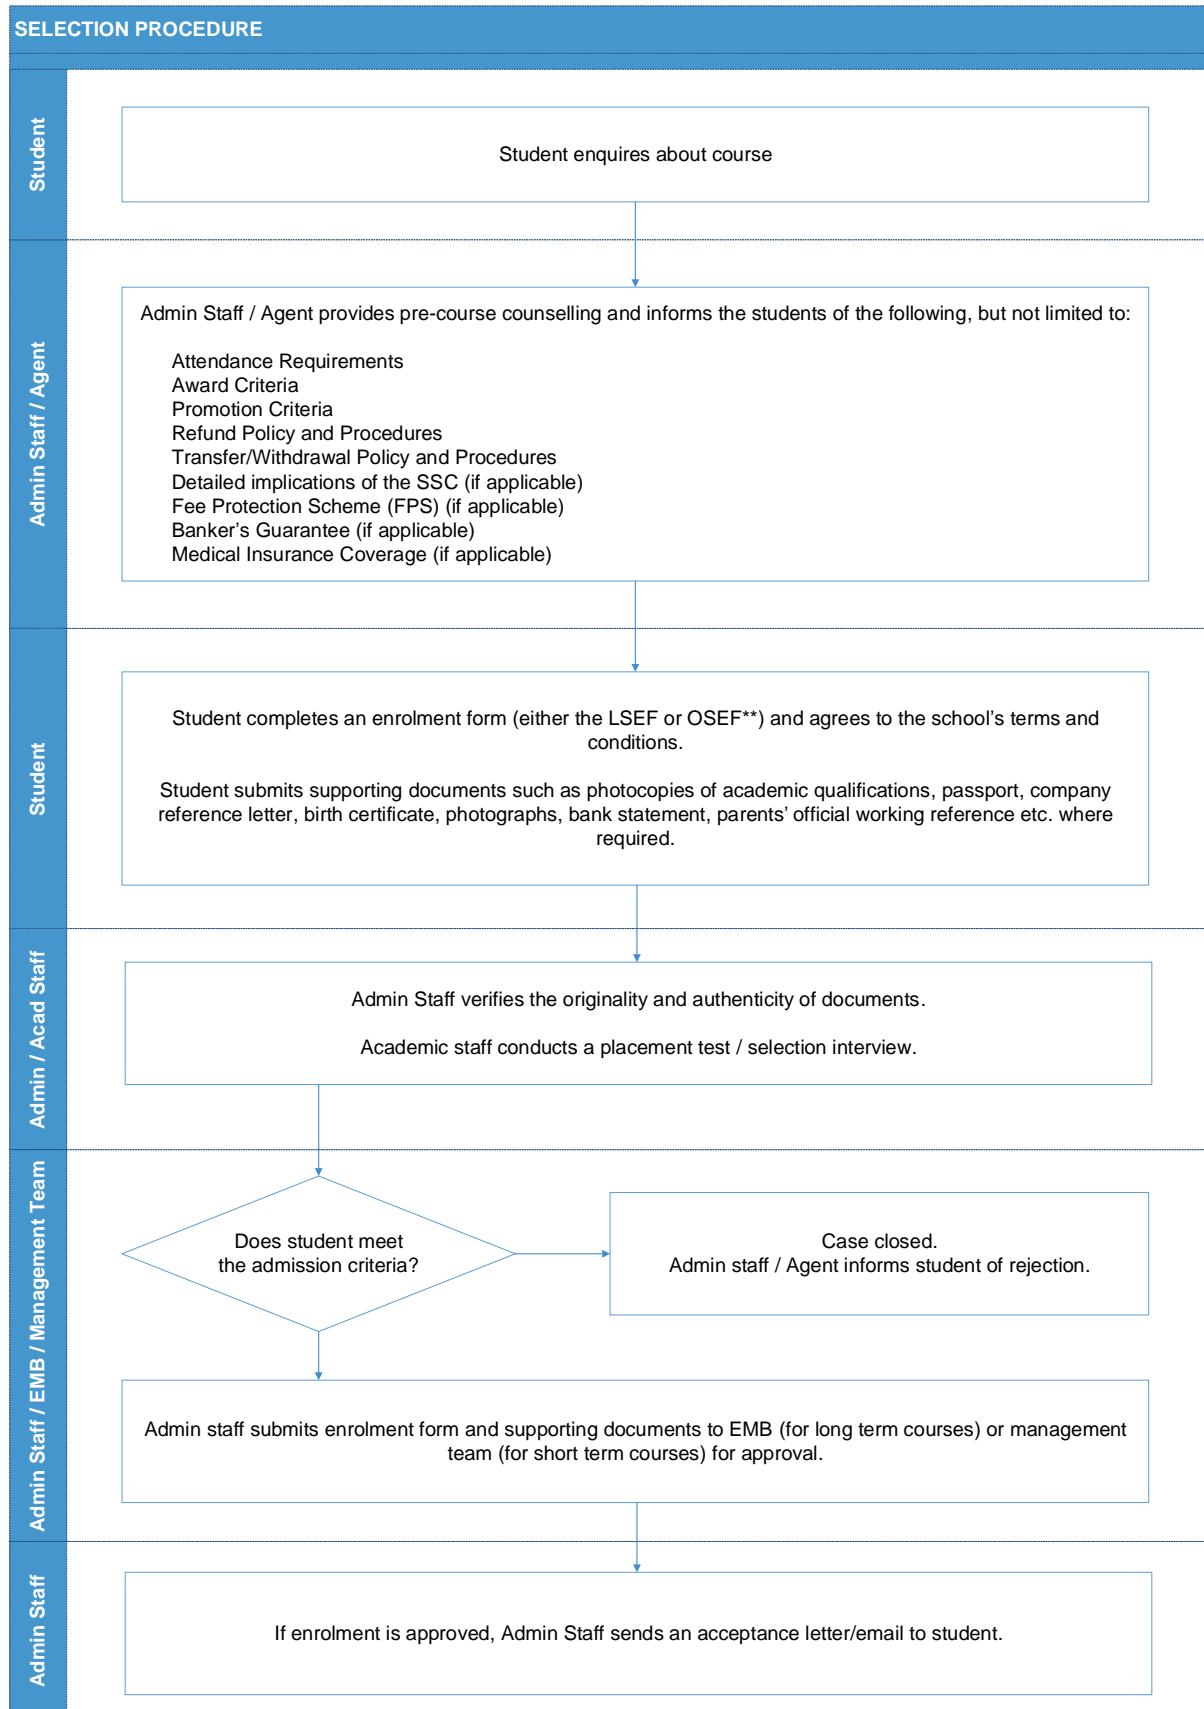 SELECTION PROCEDURE
Student
Student enquires about course
Admin Staff / Agent
Admin Staff / Agent provides pre-course counselling and informs the students of the following, but not limited to:
Attendance Requirements
Award Criteria
Promotion Criteria
Refund Policy and Procedures
Transfer/Withdrawal Policy and Procedures
Detailed implications of the SSC (if applicable)
Fee Protection Scheme (FPS) (if applicable)
Banker’s Guarantee (if applicable)
Medical Insurance Coverage (if applicable)
Student
Student completes an enrolment form (either the LSEF or OSEF**) and agrees to the school’s terms and
conditions.
Student submits supporting documents such as photocopies of academic qualifications, passport, company
reference letter, birth certificate, photographs, bank statement, parents’ official working reference etc. where
required.
Admin / Acad Staff
Admin Staff verifies the originality and authenticity of documents.
Academic staff conducts a placement test / selection interview.
Admin Staff / EMB / Management Team
Does student meet
the admission criteria?
Case closed.
Admin staff / Agent informs student of rejection.
Admin staff submits enrolment form and supporting documents to EMB (for long term courses) or management
team (for short term courses) for approval.
Admin Staff
If enrolment is approved, Admin Staff sends an acceptance letter/email to student.